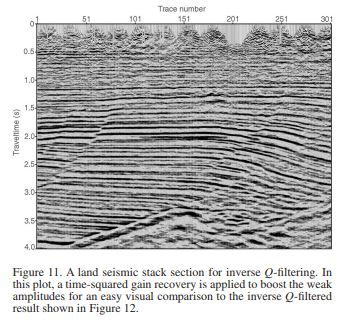 Trace number
1 51 101 151 201 251 301
0
0.5
1.0
1.5
2.0
2.5
3.0
3.5
4.0
Traveltime (s)
Figure 11. A land seismic stack section for inverse Q-filtering. In
this plot, a time-squared gain recovery is applied to boost the weak
amplitudes for an easy visual comparison to the inverse Q-filtered
result shown in Figure 12.